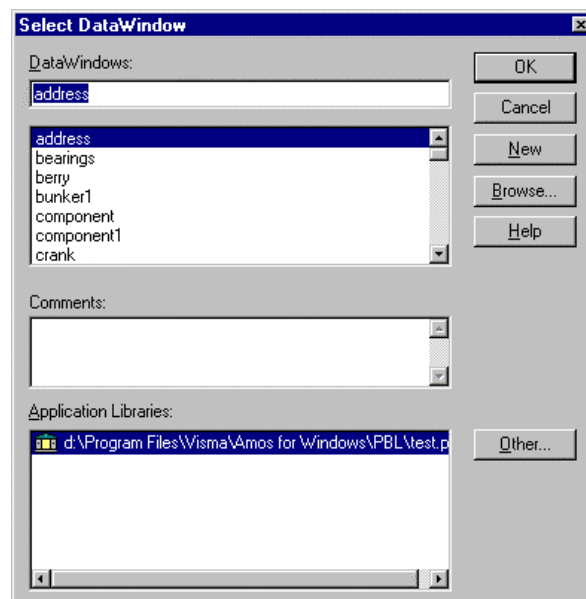 Select DataWindow
DataWindows:
address
OK
Cancel
New
Browse...
Help
address
bearings
berry
bunker1
component
component1
crank
Comments:
Application Libraries:
d:\Program Files\Visma\Amos for Windows\PBL\test.p
Other...